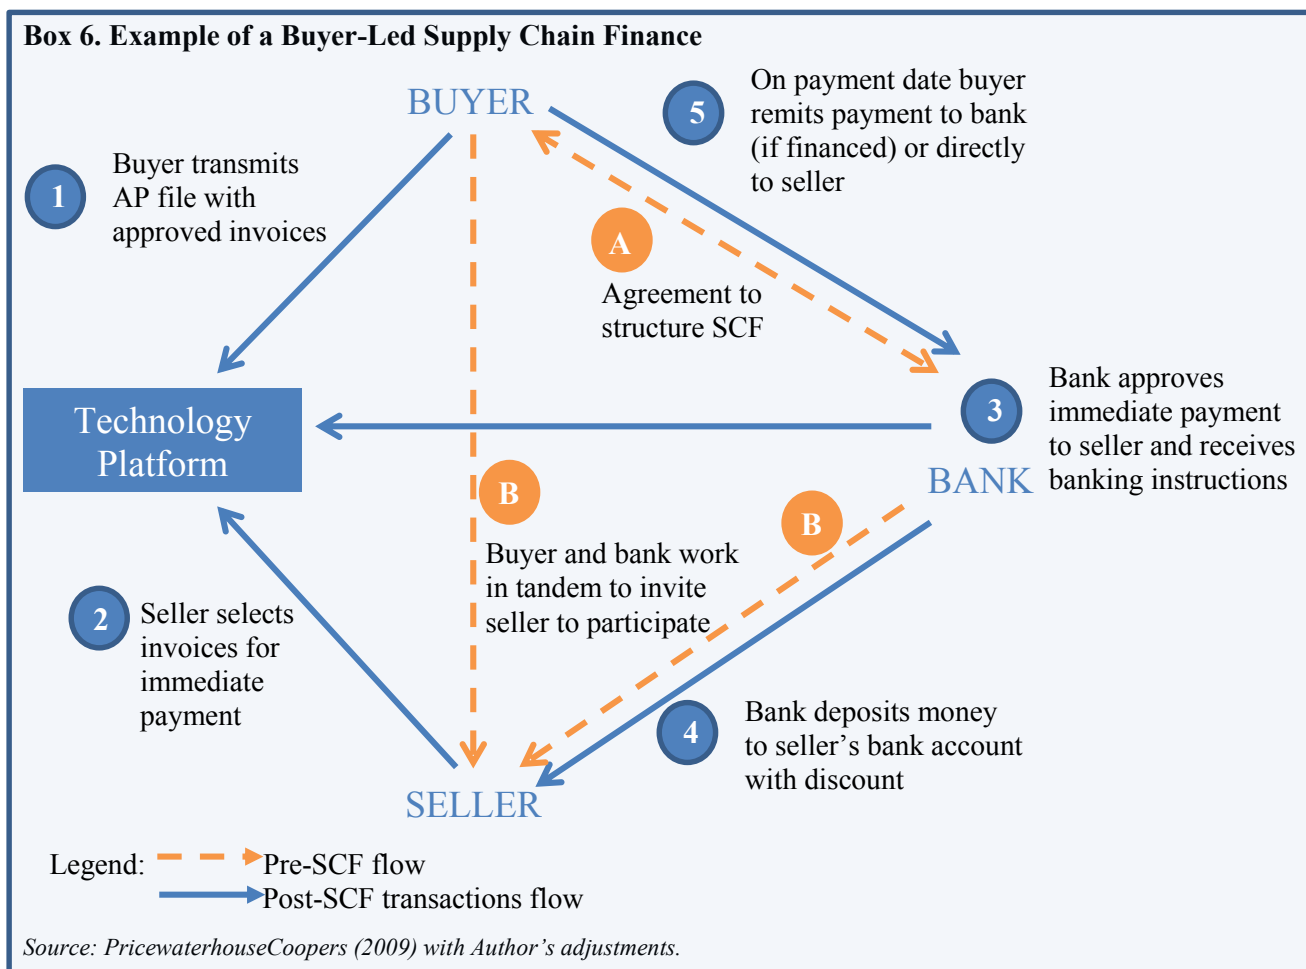 Box 6. Example of a Buyer-Led Supply Chain Finance
BUYER
5
On payment date buyer
remits payment to bank
(if financed) or directly
to seller
1
Buyer transmits
AP file with
approved invoices
A
Agreement to
structure SCF
Technology
Platform
3
Bank approves
immediate payment
to seller and receives
banking instructions
BANK
B
B
Buyer and bank work
in tandem to invite
seller to participate
2
Seller selects
invoices for
immediate
payment
4
Bank deposits money
to seller’s bank account
with discount
SELLER
Legend:
Pre-SCF flow
Post-SCF transactions flow
Source: PricewaterhouseCoopers (2009) with Author’s adjustments.